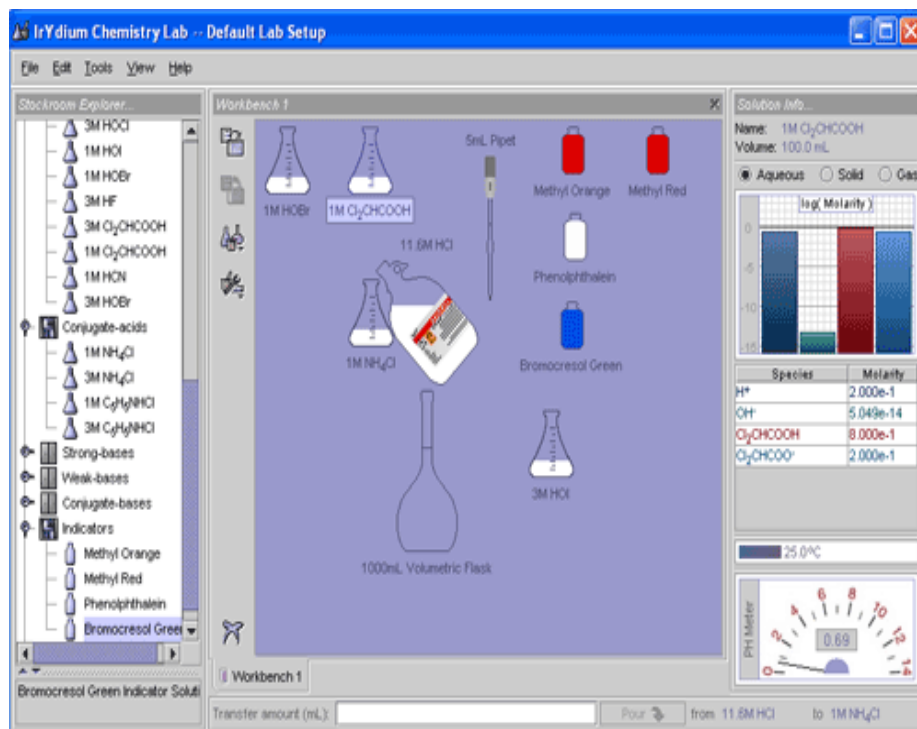 IrYdium Chemistry Lab -- Default Lab Setup
File Edit Tools View Help
Stockroom Explorer...
3M HOCl
1M HOI
1M HOBr
3M HF
3M Cl₂CHCOOH
1M Cl₂CHCOOH
1M HCN
3M HOBr
Conjugate-acids
1M NH₄Cl
3M NH₄Cl
1M C₅H₅NHCl
3M C₅H₅NHCl
Strong-bases
Weak-bases
Conjugate-bases
Indicators
Methyl Orange
Methyl Red
Phenolphthalein
Bromocresol Gree
Bromocresol Green Indicator Soluti
Workbench 1
1M HOBr
1M Cl₂CHCOOH
5mL Pipet
Methyl Orange
Methyl Red
11.6M HCl
Phenolphthalein
1M NH₄Cl
Bromocresol Green
3M HOI
1000mL Volumetric Flask
Workbench 1
Transfer amount (mL):
Pour
from 11.6M HCl to 1M NH₄Cl
Solution Info...
Name: 1M Cl₂CHCOOH
Volume: 100.0 mL
Aqueous Solid Gas
log( Molarity )
0
-5
-10
-15
Species Molarity
H⁺ 2.000e-1
OH⁻ 5.049e-14
Cl₂CHCOOH 8.000e-1
Cl₂CHCOO⁻ 2.000e-1
25.0ºC
PH Meter
0 2 4 6 8 10 12 14
0.69